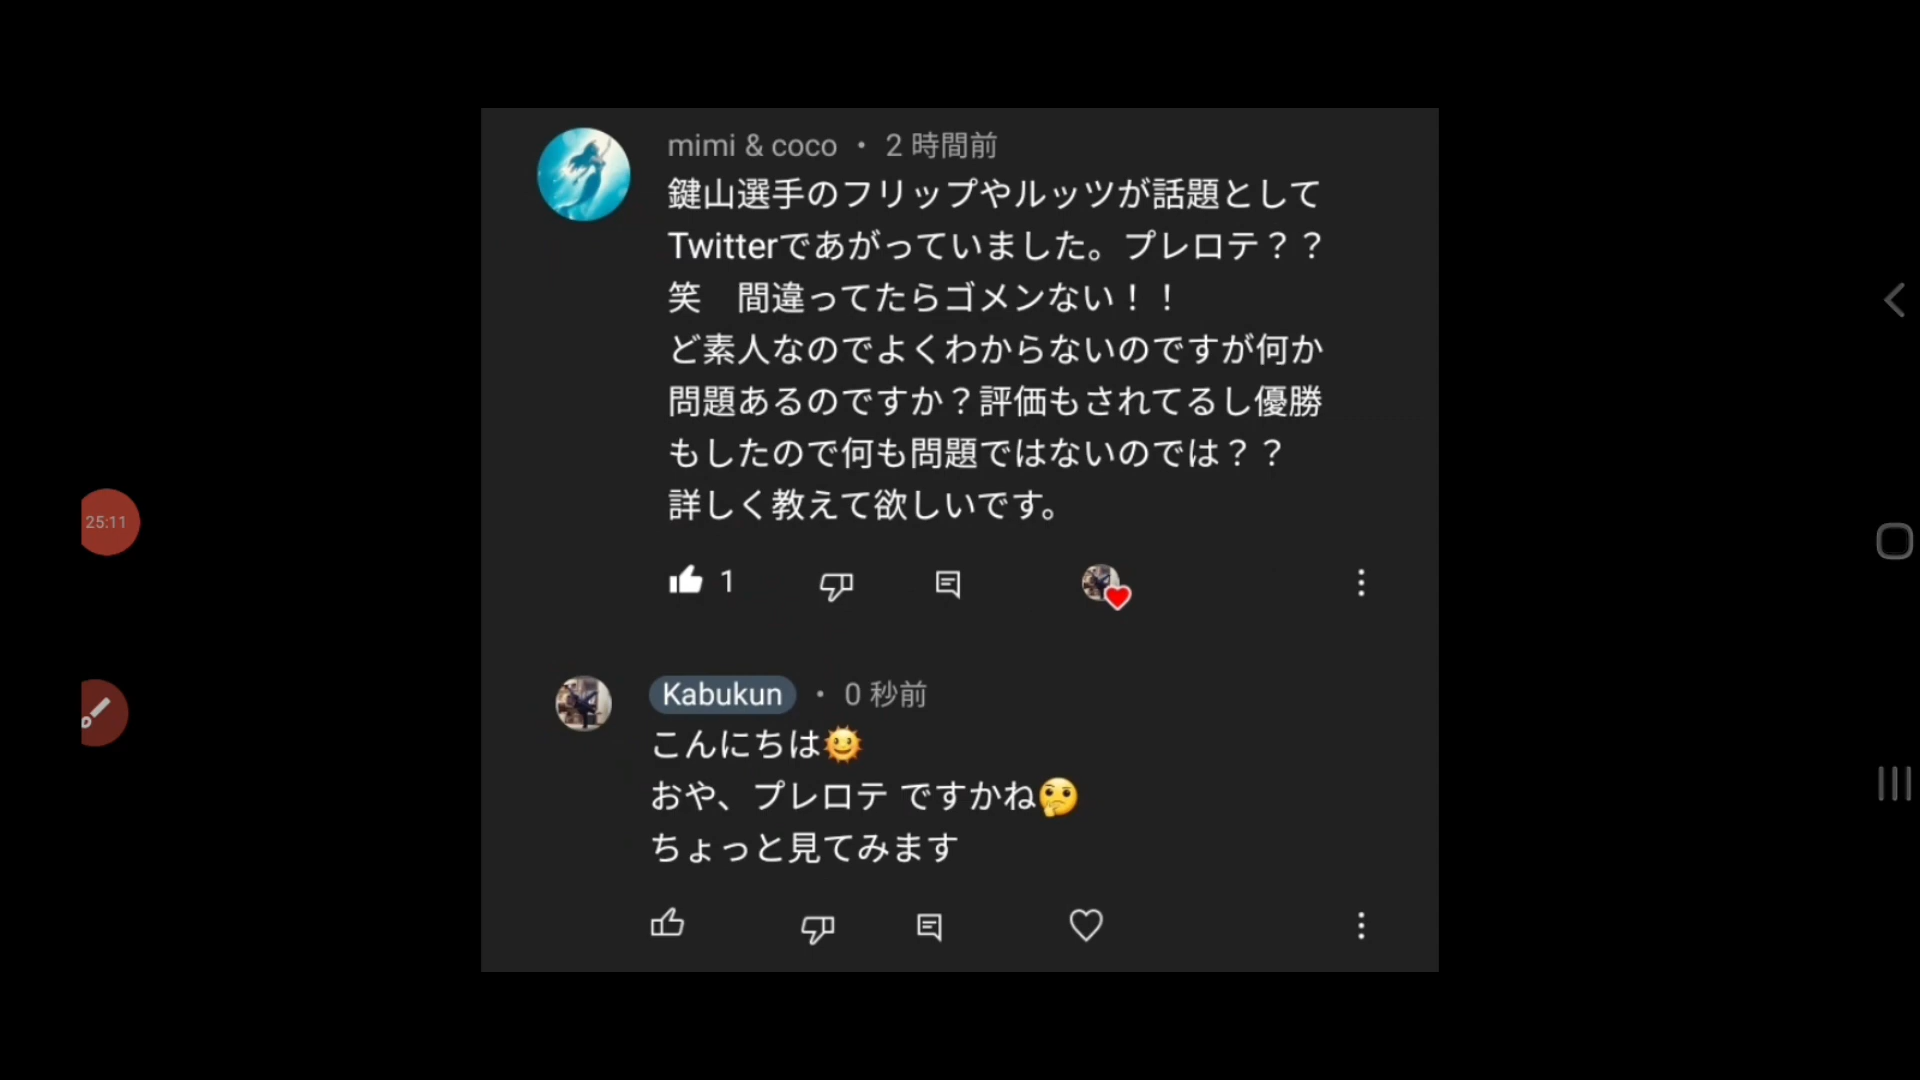 mimi & coco ・ 2 時間前
鍵山選手のフリップやルッツが話題として
Twitterであがっていました。プレロテ？？
笑　間違ってたらゴメンない！！
ど素人なのでよくわからないのですが何か
問題あるのですか？評価もされてるし優勝
もしたので何も問題ではないのでは？？
詳しく教えて欲しいです。
1
25:11
Kabukun ・ 0 秒前
こんにちは🌞
おや、プレロテ ですかね🤔
ちょっと見てみます